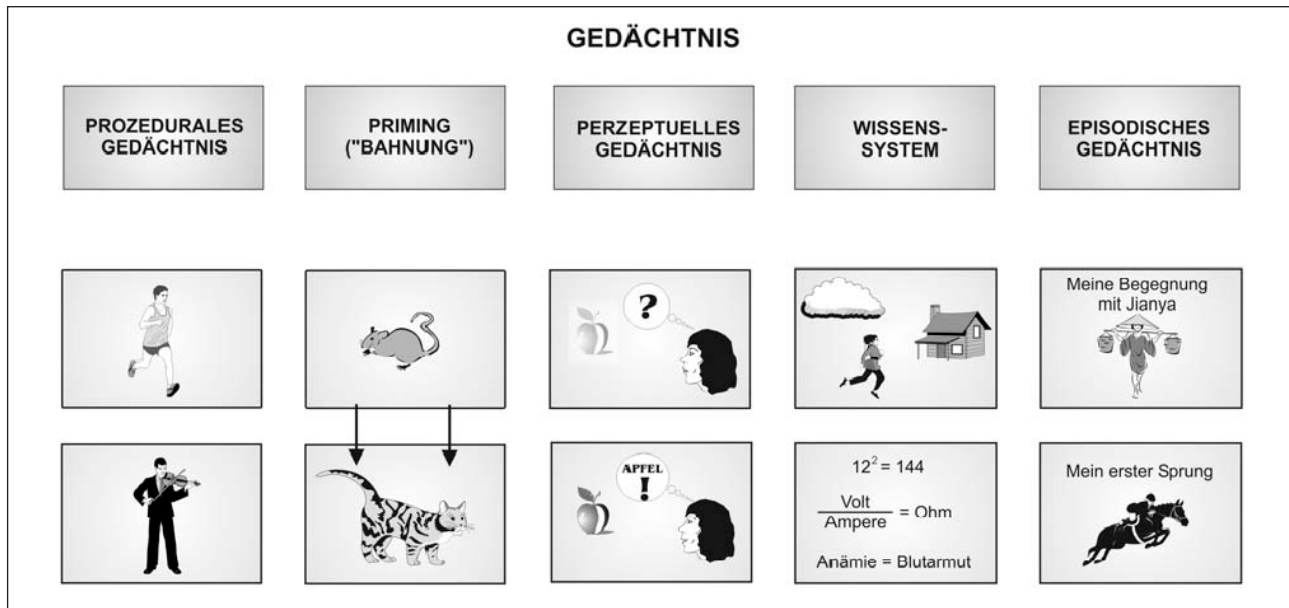 GEDÄCHTNIS
PROZEDURALES
GEDÄCHTNIS
PRIMING
("BAHNUNG")
PERZEPTUELLES
GEDÄCHTNIS
WISSENS-
SYSTEM
EPISODISCHES
GEDÄCHTNIS
?
Meine Begegnung
mit Jianya
APFEL
!
12² = 144
Volt
Ampere = Ohm
Anämie = Blutarmut
Mein erster Sprung